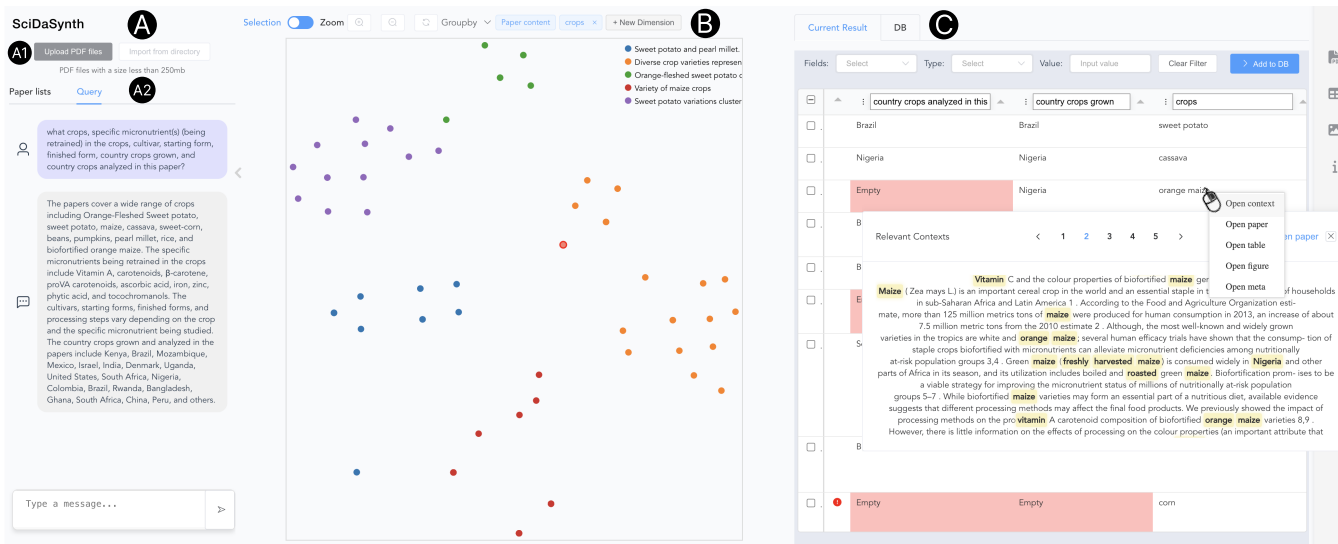 SciDaSynth
A
A1
Upload PDF files
Import from directory
PDF files with a size less than 250mb
Paper lists
Query
A2
what crops, specific micronutrient(s) (being
retained) in the crops, cultivar, starting form,
finished form, country crops grown, and
country crops analyzed in this paper?
The papers cover a wide range of crops
including Orange-Fleshed Sweet potato,
sweet potato, maize, cassava, sweet-corn,
beans, pumpkins, pearl millet, rice, and
biofortified orange maize. The specific
micronutrients being retained in the crops
include Vitamin A, carotenoids, β-carotene,
proVA carotenoids, ascorbic acid, iron, zinc,
phytic acid, and tocochromanols. The
cultivars, starting forms, finished forms, and
processing steps vary depending on the crop
and the specific micronutrient being studied.
The country crops grown and analyzed in the
papers include Kenya, Brazil, Mozambique,
Mexico, Israel, India, Denmark, Uganda,
United States, South Africa, Nigeria,
Colombia, Brazil, Rwanda, Bangladesh,
Ghana, South Africa, China, Peru, and others.
Type a message...
Selection
Zoom
Groupby
Paper content
crops ×
+ New Dimension
B
Sweet potato and pearl millet.
Diverse crop varieties represen
Orange-fleshed sweet potato c
Variety of maize crops
Sweet potato variations cluster
Current Result
DB
C
Fields:
Select
Type:
Select
Value:
Input value
Clear Filter
> Add to DB
country crops analyzed in this
country crops grown
crops
Brazil
Brazil
sweet potato
Nigeria
Nigeria
cassava
Empty
Nigeria
orange maize
B
B
E
S
B
Empty
Empty
corn
Open context
Open paper
Open table
Open figure
Open meta
Relevant Contexts
< 1 2 3 4 5 >
en paper
Vitamin C and the colour properties of biofortified maize ger
Maize ( Zea mays L.) is an important cereal crop in the world and an essential staple in t of households
in sub-Saharan Africa and Latin America 1 . According to the Food and Agriculture Organization esti-
mate, more than 125 million metrics tons of maize were produced for human consumption in 2013, an increase of about
7.5 million metric tons from the 2010 estimate 2 . Although, the most well-known and widely grown
varieties in the tropics are white and orange maize; several human efficacy trials have shown that the consump- tion of
staple crops biofortified with micronutrients can alleviate micronutrient deficiencies among nutritionally
at-risk population groups 3,4 . Green maize (freshly harvested maize) is consumed widely in Nigeria and other
parts of Africa in its season, and its utilization includes boiled and roasted green maize. Biofortification prom- ises to be
a viable strategy for improving the micronutrient status of millions of nutritionally at-risk population
groups 5–7 . While biofortified maize varieties may form an essential part of a nutritious diet, available evidence
suggests that different processing methods may affect the final food products. We previously showed the impact of
processing methods on the provitamin A carotenoid composition of biofortified orange maize varieties 8,9 .
However, there is little information on the effects of processing on the colour properties (an important attribute that